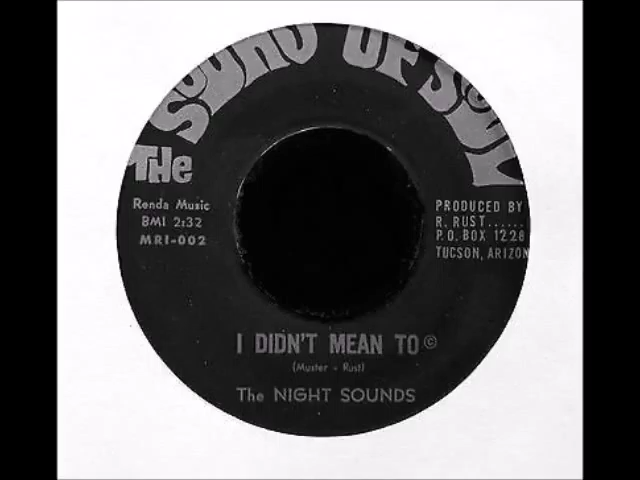 The SOUND OF SOUL
Renda Music
BMI 2:32
MRI-002
PRODUCED BY
R. RUST......
P.O. BOX 1228
TUCSON, ARIZON
I DIDN'T MEAN TO ©
(Muster - Rust)
The NIGHT SOUNDS